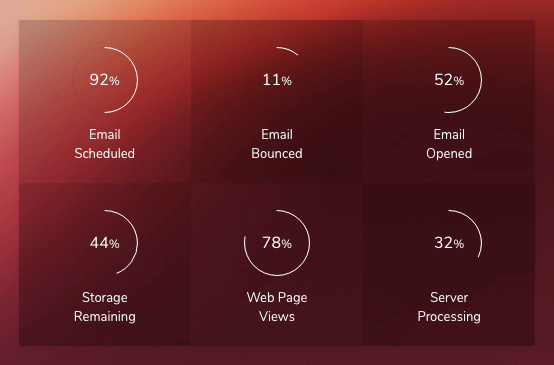 92%
Email
Scheduled
11%
Email
Bounced
52%
Email
Opened
44%
Storage
Remaining
78%
Web Page
Views
32%
Server
Processing